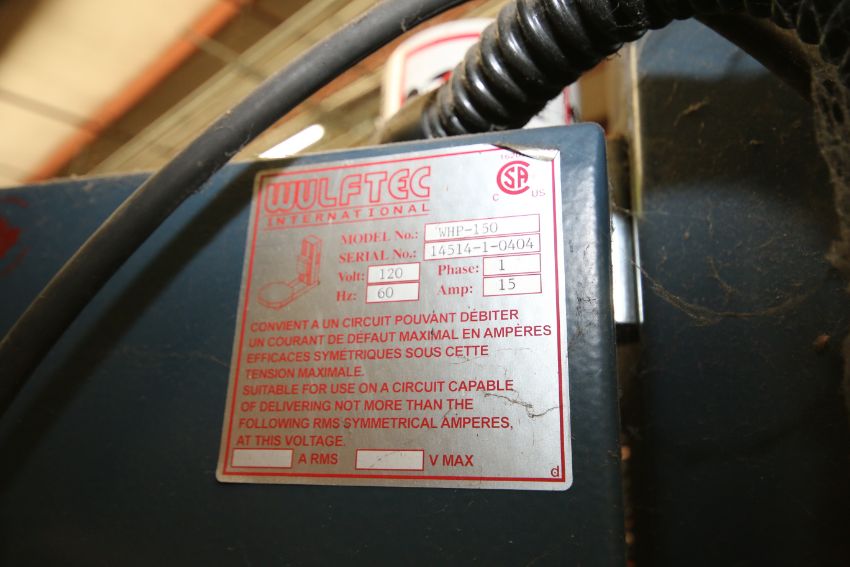 WULFTEC
INTERNATIONAL
C SA US
MODEL No.: WHP-150
SERIAL No.: 14514-1-0404
Volt: 120 Phase: 1
Hz: 60 Amp: 15
CONVIENT A UN CIRCUIT POUVANT DÉBITER
UN COURANT DE DÉFAUT MAXIMAL EN AMPÈRES
EFFICACES SYMÉTRIQUES SOUS CETTE
TENSION MAXIMALE.
SUITABLE FOR USE ON A CIRCUIT CAPABLE
OF DELIVERING NOT MORE THAN THE
FOLLOWING RMS SYMMETRICAL AMPERES,
AT THIS VOLTAGE.
A RMS V MAX
d